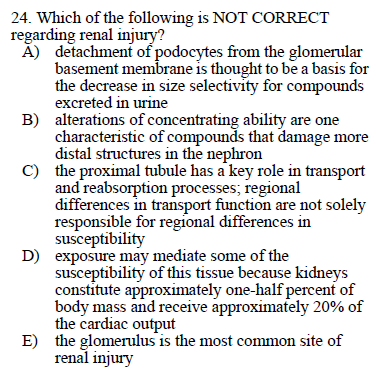 24. Which of the following is NOT CORRECT
regarding renal injury?
A) detachment of podocytes from the glomerular
basement membrane is thought to be a basis for
the decrease in size selectivity for compounds
excreted in urine
B) alterations of concentrating ability are one
characteristic of compounds that damage more
distal structures in the nephron
C) the proximal tubule has a key role in transport
and reabsorption processes; regional
differences in transport function are not solely
responsible for regional differences in
susceptibility
D) exposure may mediate some of the
susceptibility of this tissue because kidneys
constitute approximately one-half percent of
body mass and receive approximately 20% of
the cardiac output
E) the glomerulus is the most common site of
renal injury